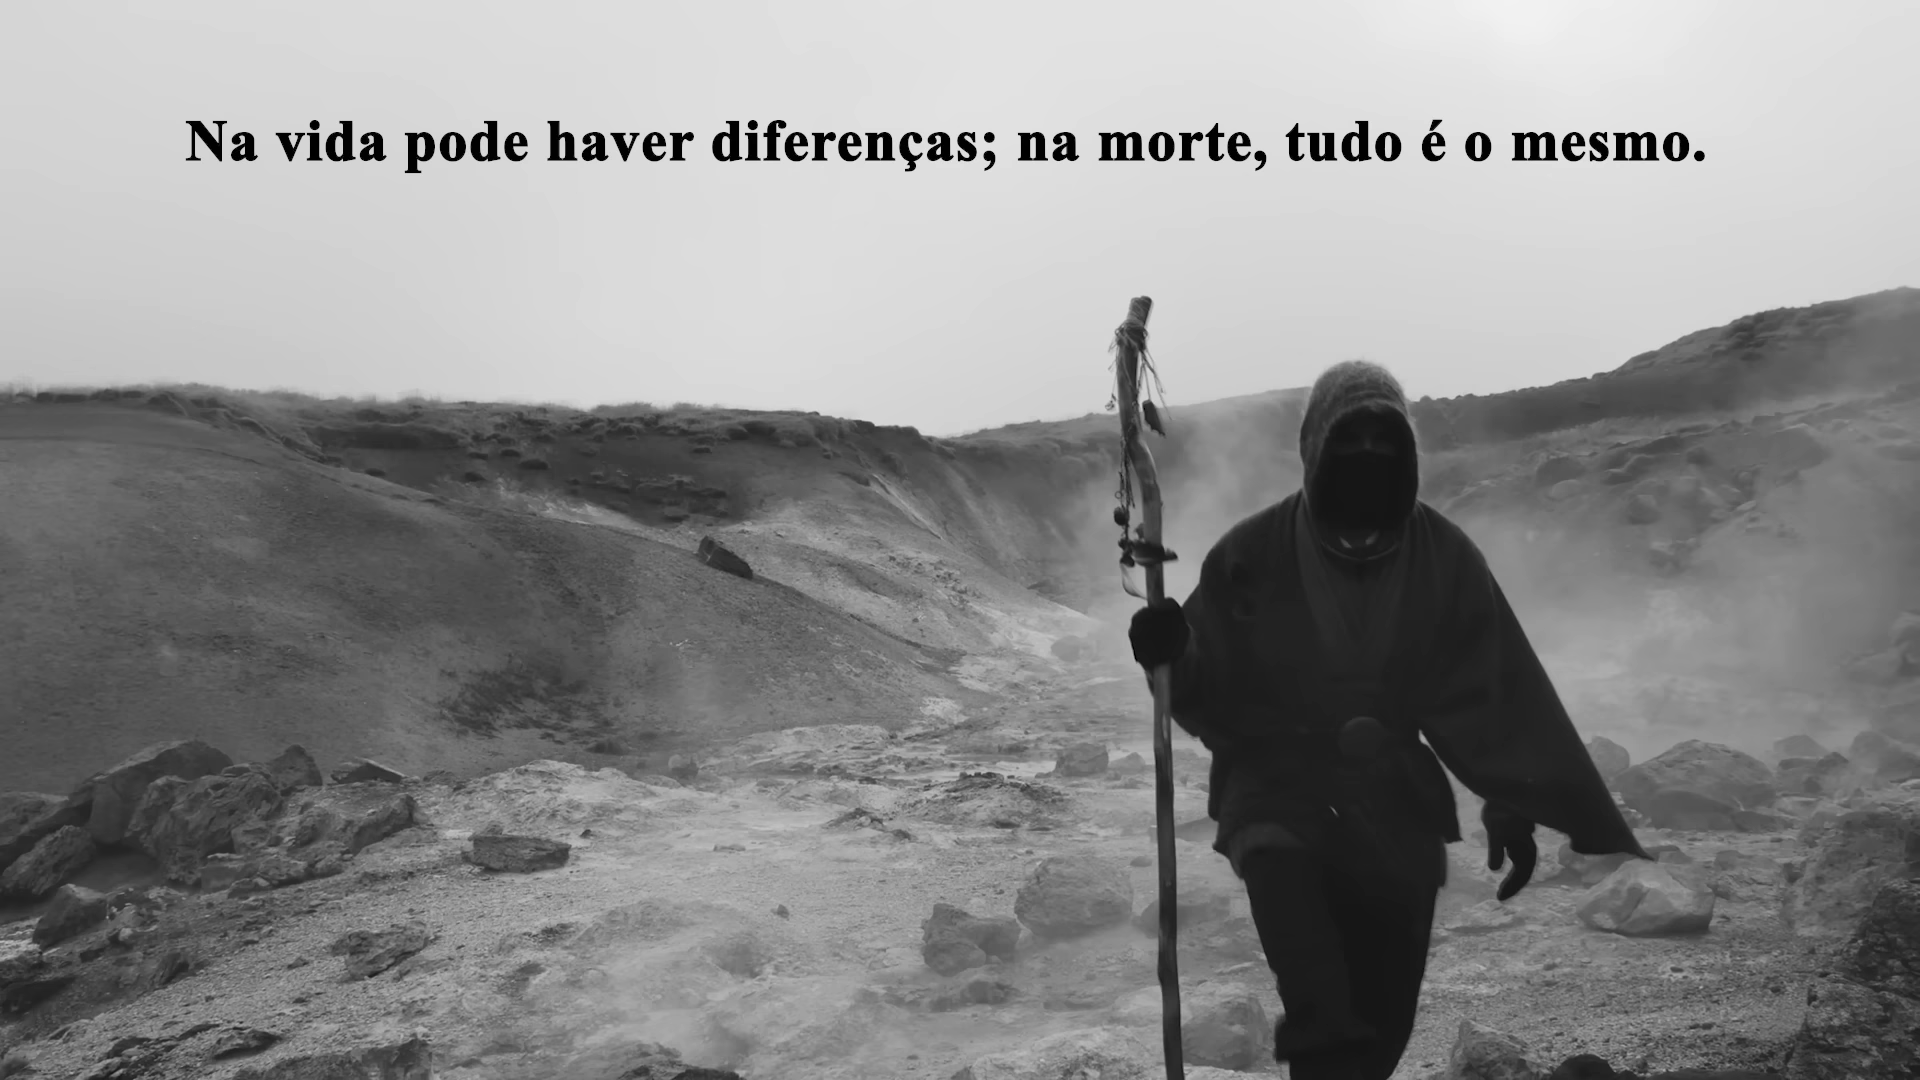 Na vida pode haver diferenças; na morte, tudo é o mesmo.